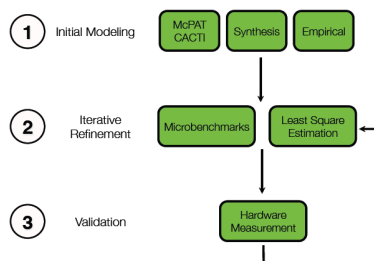 1
Initial Modeling
McPAT
CACTI
Synthesis
Empirical
2
Iterative
Refinement
Microbenchmarks
Least Square
Estimation
3
Validation
Hardware
Measurement